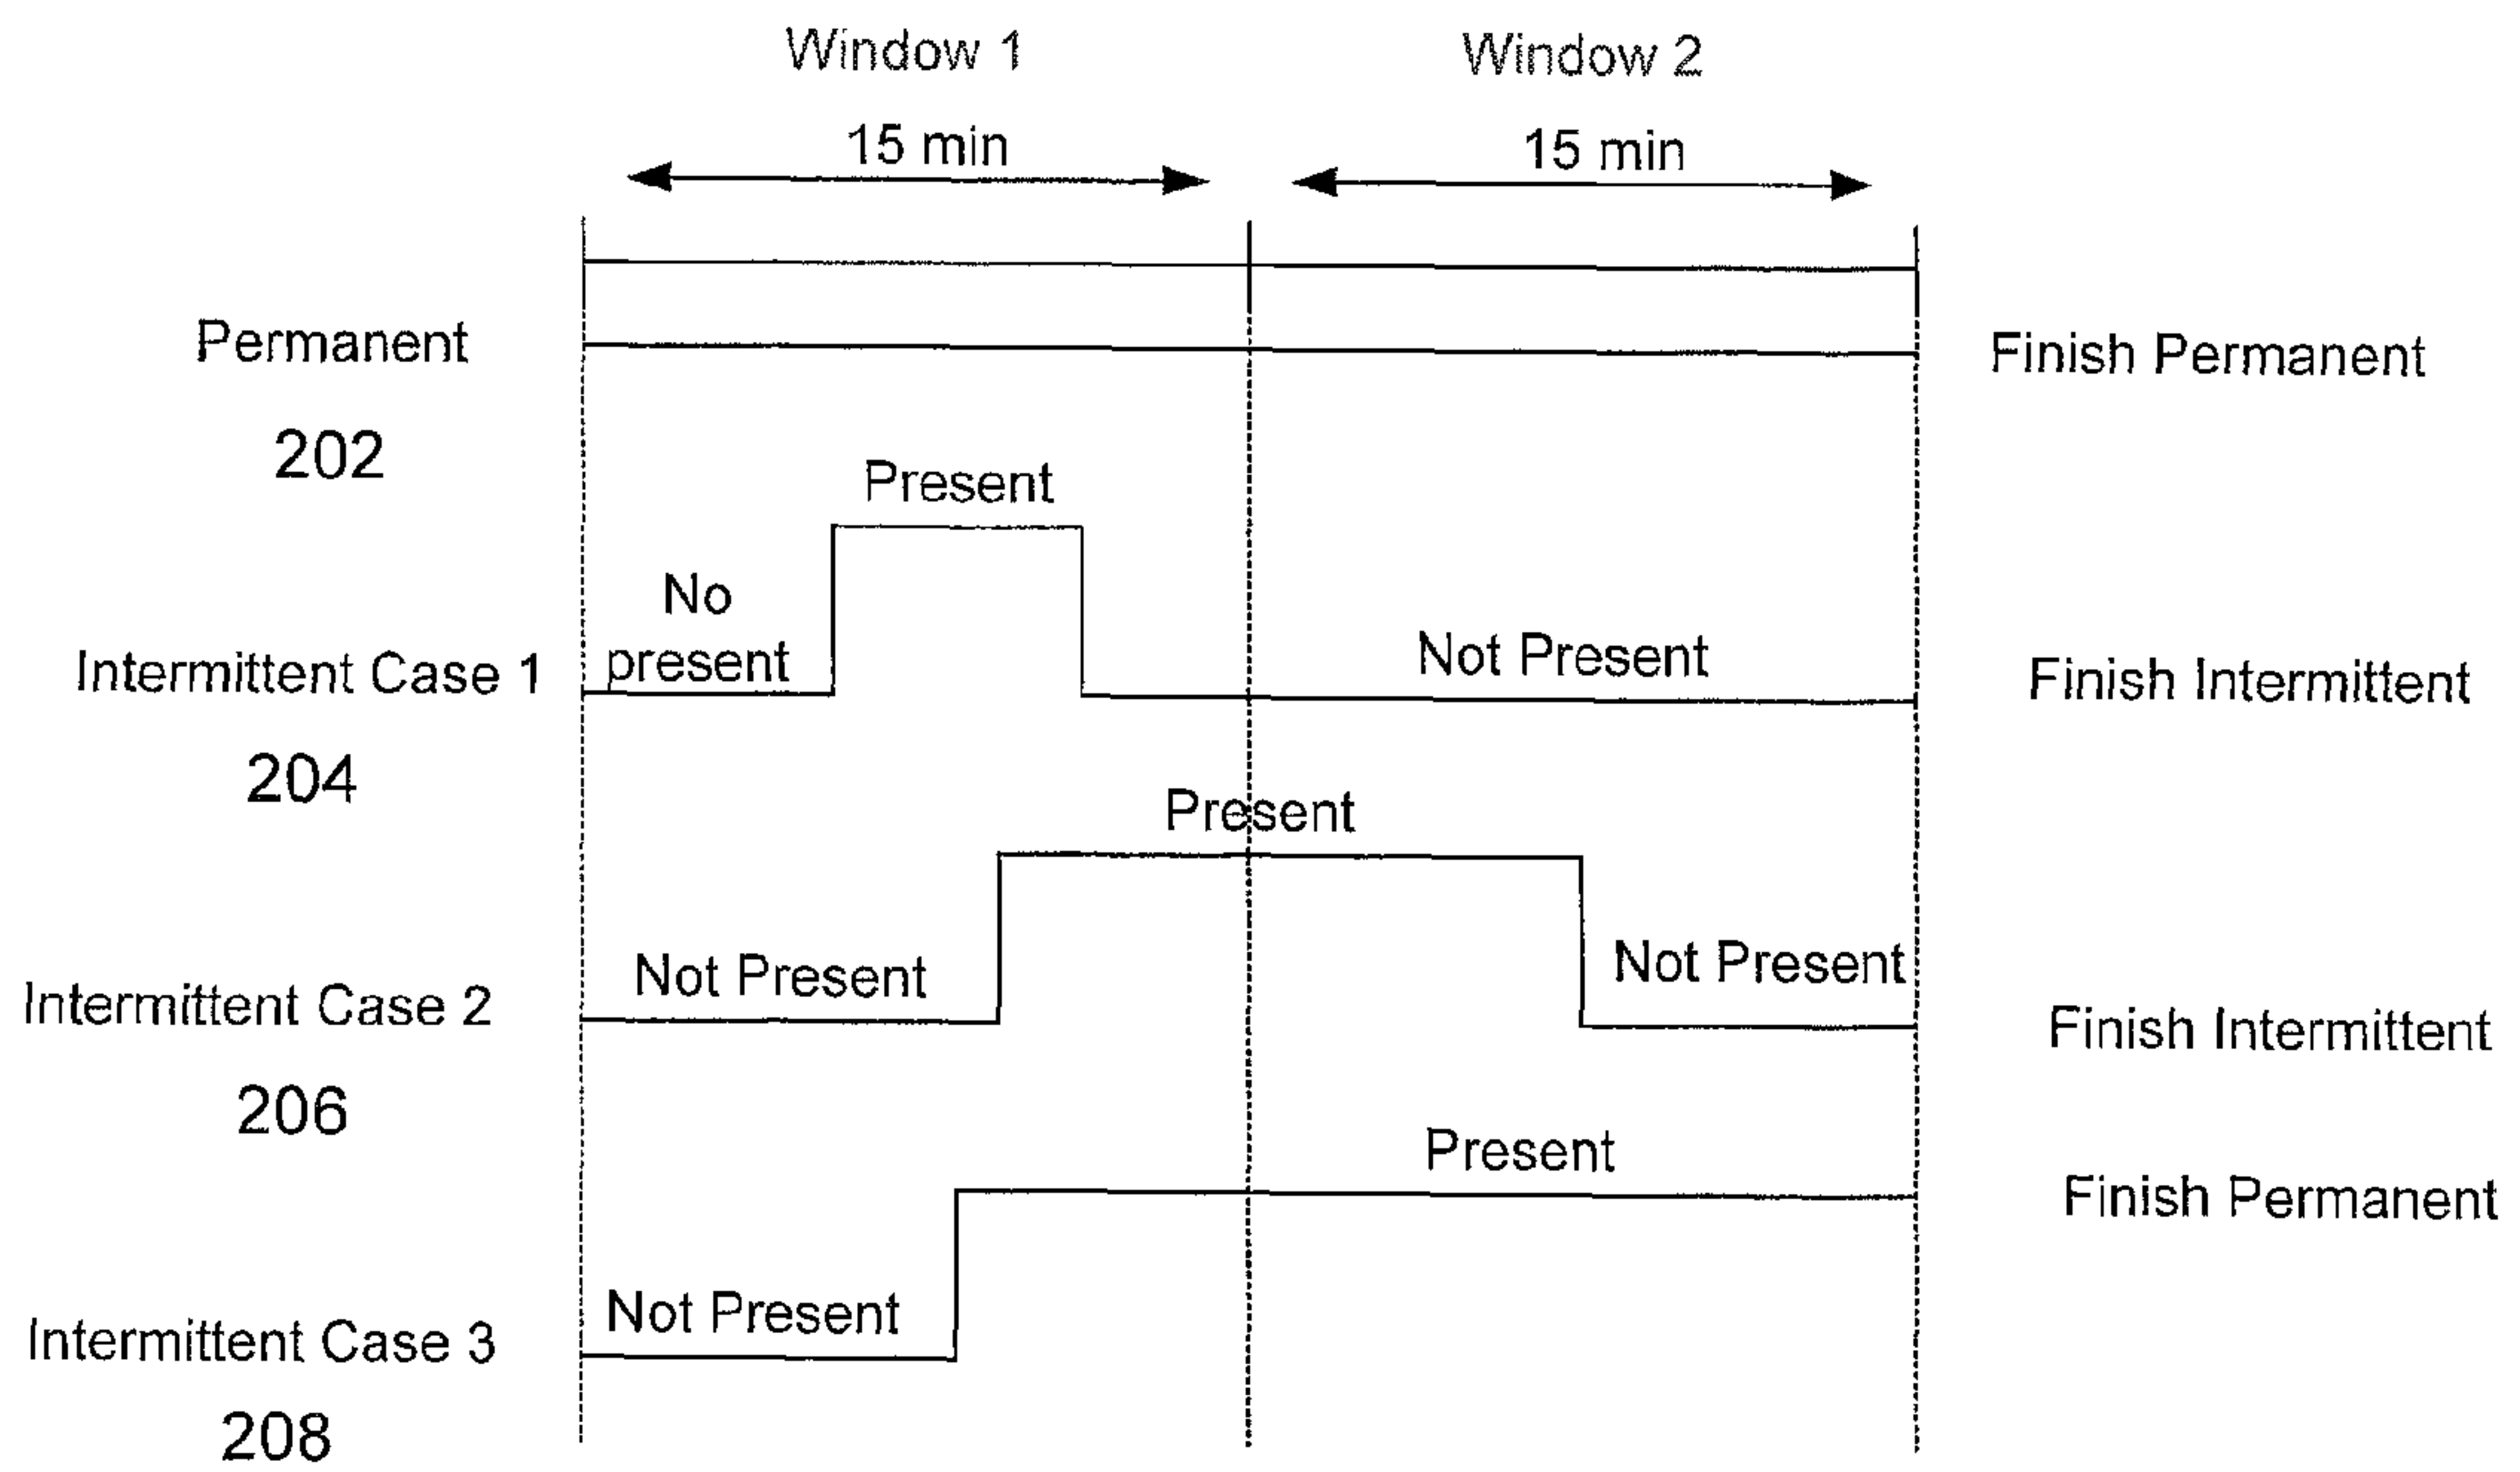 Window 1
Window 2
15 min
15 min
Permanent
Finish Permanent
202
Present
No
present
Intermittent Case 1
Not Present
Finish Intermittent
204
Present
Not Present
Not Present
Intermittent Case 2
Finish Intermittent
206
Present
Finish Permanent
Not Present
Intermittent Case 3
208